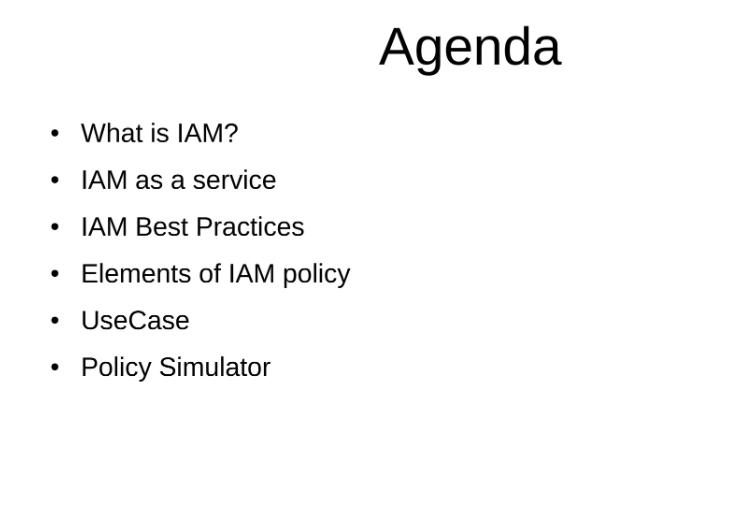 Agenda
• What is IAM?
• IAM as a service
• IAM Best Practices
• Elements of IAM policy
• UseCase
• Policy Simulator